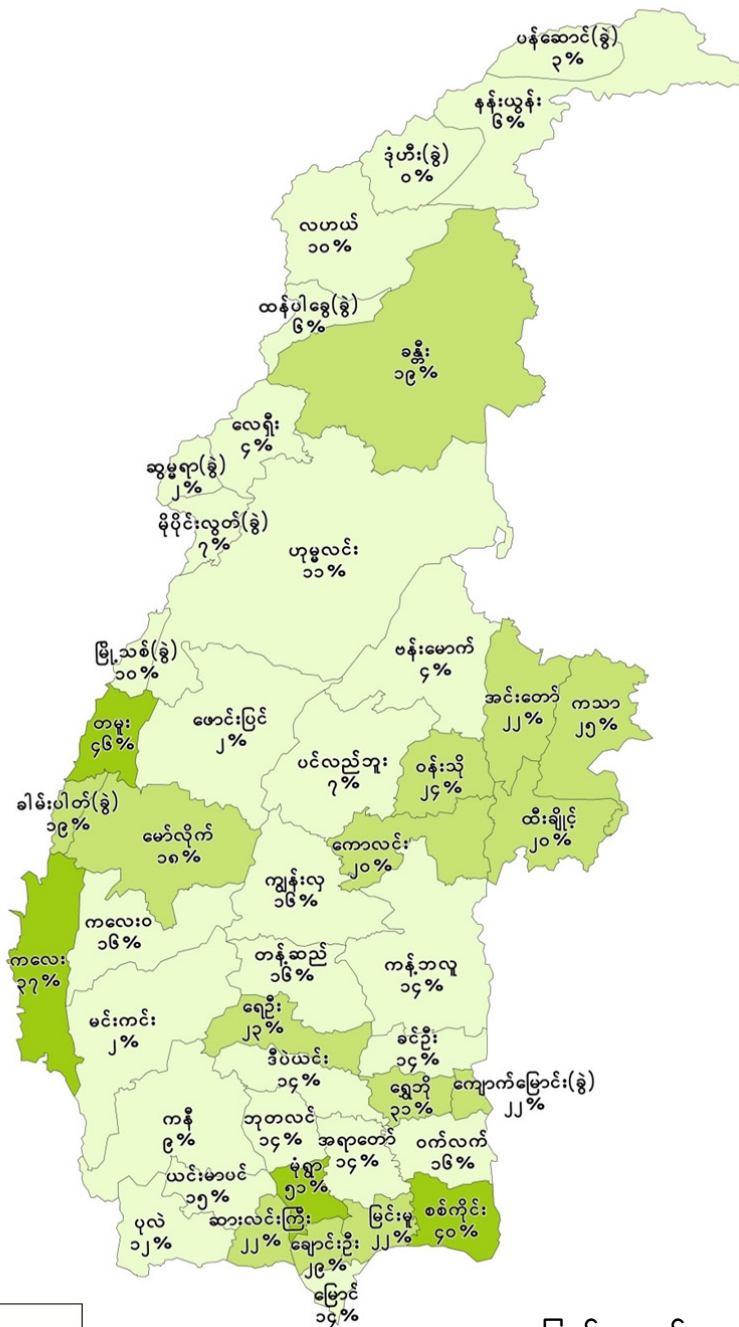 ပန်ဆောင်(ခွဲ)
၃%
နန်းယွန်း
၆%
ဒုံဟီး(ခွဲ)
၀%
လဟယ်
၁၀%
ထန်ပါခွေ(ခွဲ)
၆%
ခန္တီး
၁၉%
လေရှီး
၄%
ဆွမ္မရာ(ခွဲ)
၂%
မိုပိုင်းလွတ်(ခွဲ)
၇%
ဟုမ္မလင်း
၁၁%
မြို့သစ်(ခွဲ)
၁၀%
ဗန်းမောက်
၄%
အင်းတော်
၂၂%
ကသာ
၂၅%
တမူး
၄၆%
ဖောင်းပြင်
၂%
ပင်လည်ဘူး
၇%
ဝန်းသို
၂၄%
ခါမ်းပါတ်(ခွဲ)
၁၉%
မော်လိုက်
၁၈%
ကောလင်း
၂၀%
ထီးချိုင့်
၂၀%
ကျွန်းလှ
၁၆%
ကလေးဝ
၁၆%
ကလေး
၃၇%
တန့်ဆည်
၁၆%
ကန့်ဘလူ
၁၄%
မင်းကင်း
၂%
ရေဦး
၂၃%
ခင်ဦး
၁၄%
ဒီပဲယင်း
၁၄%
ရွှေဘို
၃၁%
ကျောက်မြောင်း(ခွဲ)
၂၂%
ကနီ
၉%
ဘုတလင်
၁၄%
အရာတော်
၁၄%
ဝက်လက်
၁၆%
ယင်းမာပင်
၁၅%
မုံရွာ
၅၁%
ပုလဲ
၁၂%
ဆားလင်းကြီး
၂၂%
ချောင်းဦး
၂၉%
မြင်းမူ
၂၂%
စစ်ကိုင်း
၄၀%
မြောင်
၁၄%